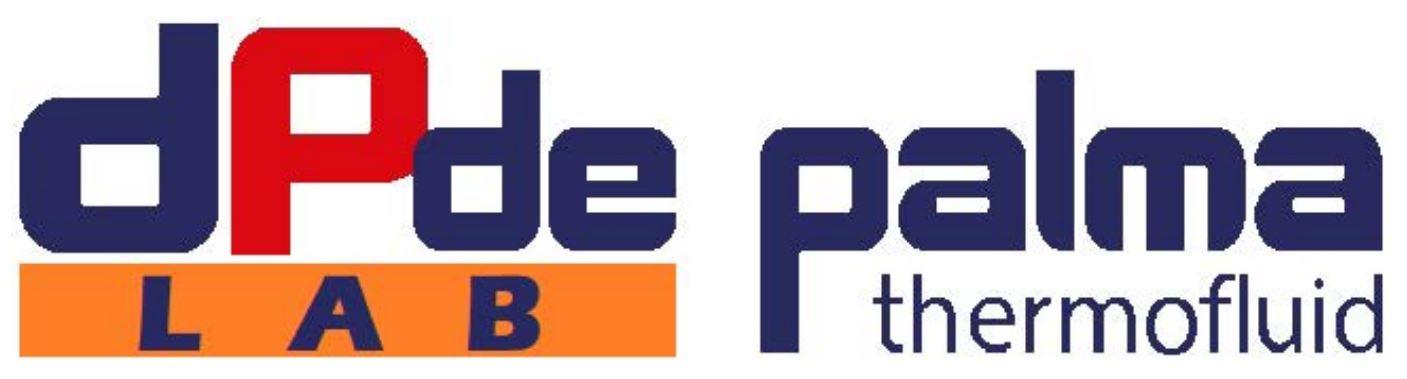 dPde palma
LAB
thermofluid